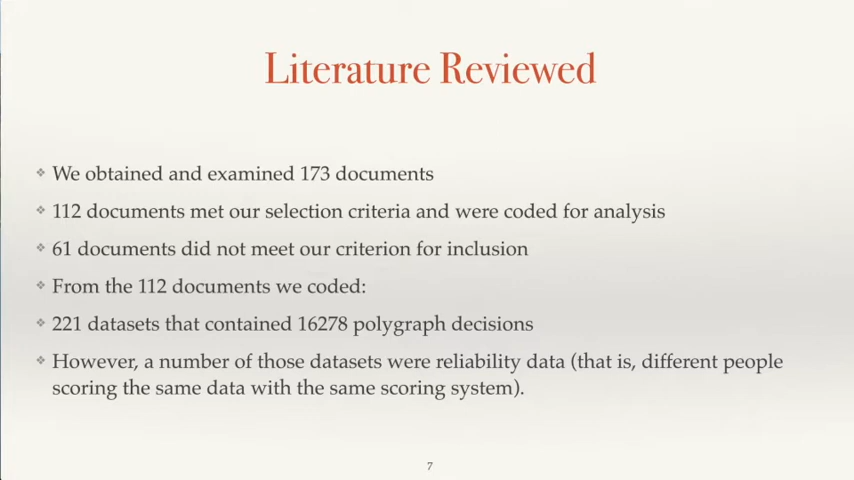 Literature Reviewed
❖ We obtained and examined 173 documents
❖ 112 documents met our selection criteria and were coded for analysis
❖ 61 documents did not meet our criterion for inclusion
❖ From the 112 documents we coded:
❖ 221 datasets that contained 16278 polygraph decisions
❖ However, a number of those datasets were reliability data (that is, different people
scoring the same data with the same scoring system).
7